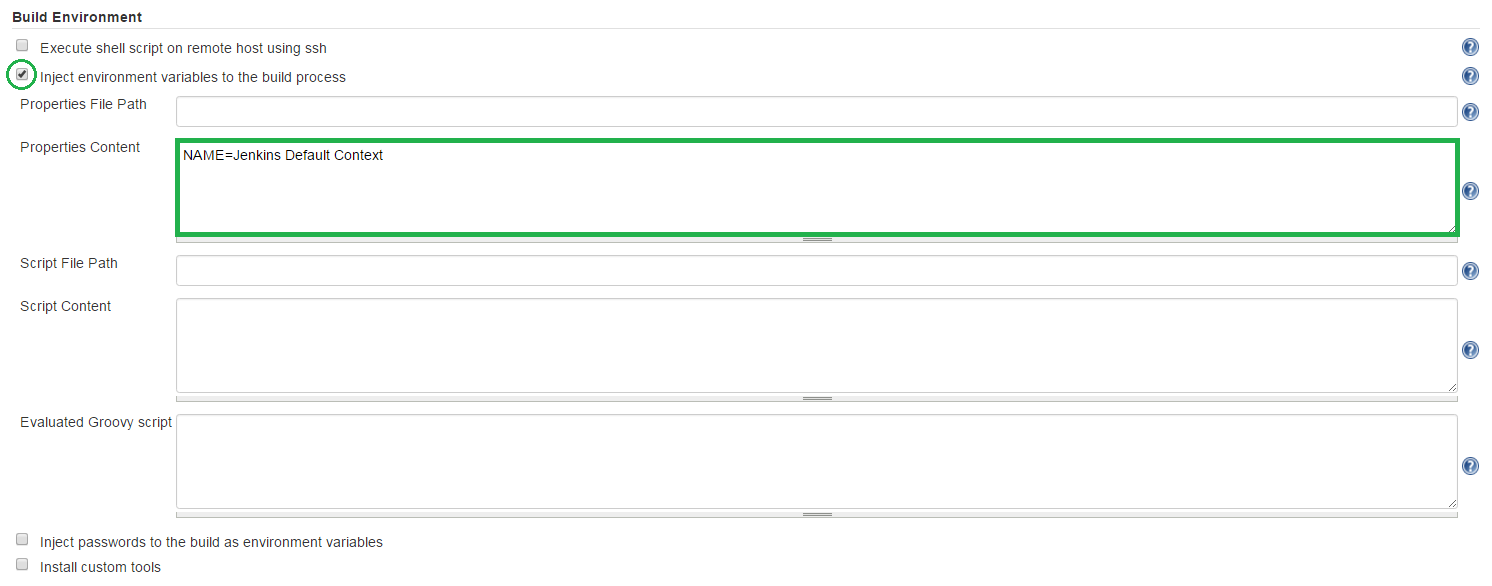 Build Environment
Execute shell script on remote host using ssh
?
Inject environment variables to the build process
?
Properties File Path
?
Properties Content
NAME=Jenkins Default Context
?
Script File Path
?
Script Content
?
Evaluated Groovy script
?
Inject passwords to the build as environment variables
Install custom tools